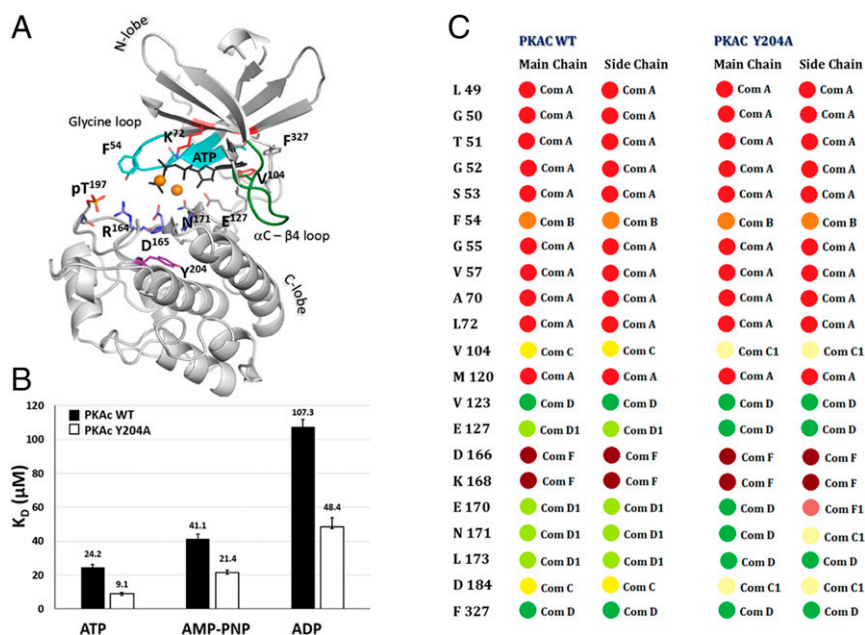 A
N-lobe
Glycine loop
K72
F327
F54
ATP
V104
pT197
R164
N171
E127
D165
αC – β4 loop
Y204
C-lobe
B
PKAc WT
PKAc Y204A
KD (µM)
120
100
80
60
40
20
0
24.2
9.1
41.1
21.4
107.3
48.4
ATP AMP-PNP ADP
C
PKAC WT PKAC Y204A
Main Chain Side Chain Main Chain Side Chain
L 49 Com A Com A Com A Com A
G 50 Com A Com A Com A Com A
T 51 Com A Com A Com A Com A
G 52 Com A Com A Com A Com A
S 53 Com A Com A Com A Com A
F 54 Com B Com B Com B Com B
G 55 Com A Com A Com A Com A
V 57 Com A Com A Com A Com A
A 70 Com A Com A Com A Com A
L72 Com A Com A Com A Com A
V 104 Com C Com C Com C1 Com C1
M 120 Com A Com A Com A Com A
V 123 Com D Com D Com D Com D
E 127 Com D1 Com D1 Com D Com D
D 166 Com F Com F Com F Com F
K 168 Com F Com F Com F Com F
E 170 Com D1 Com D1 Com D Com F1
N 171 Com D1 Com D1 Com D Com C1
L 173 Com D1 Com D1 Com D Com D
D 184 Com C Com C Com C1 Com C1
F 327 Com D Com D Com D Com D